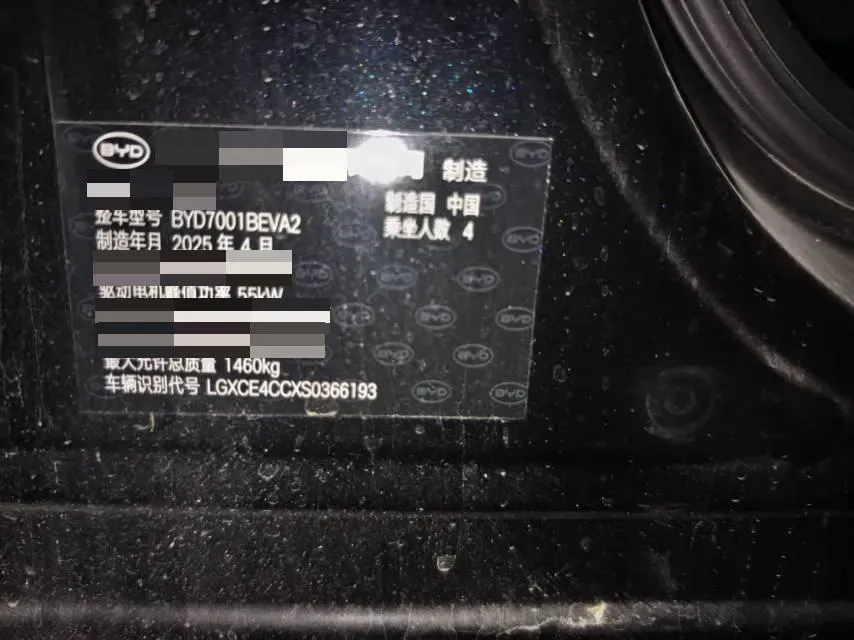 BYD
制造
制造国 中国
整车型号 BYD7001BEVA2
乘坐人数 4
制造年月 2025 年 4 月
驱动电机峰值功率 55kW
最大允许总质量 1460kg
车辆识别代号 LGXCE4CCXS0366193